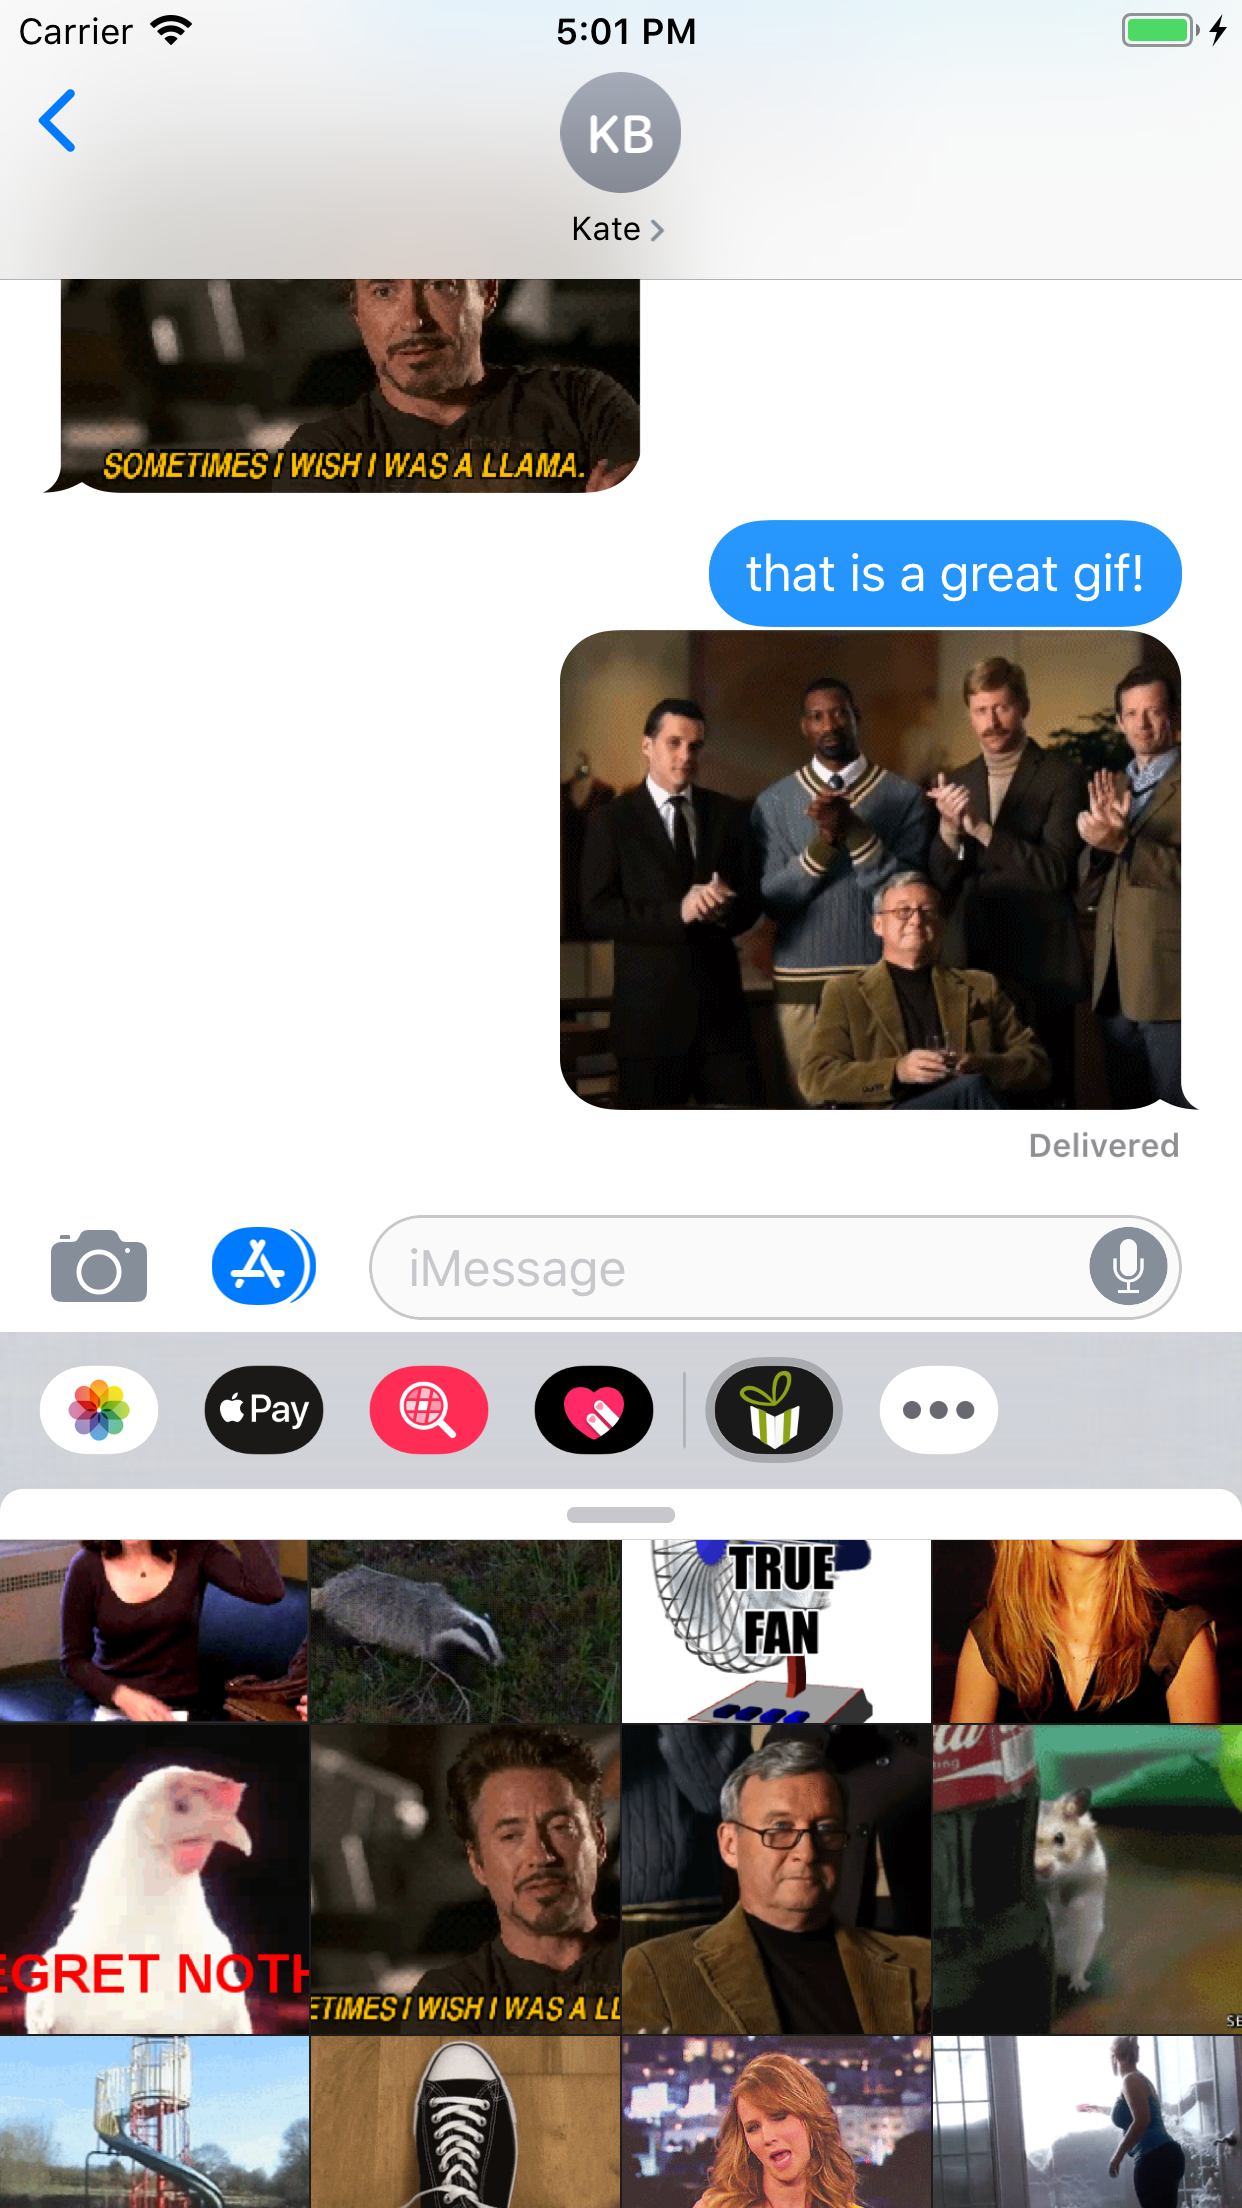 Carrier 5:01 PM
KB
Kate
SOMETIMES I WISH I WAS A LLAMA.
that is a great gif!
Delivered
iMessage
Pay
TRUE
FAN
EGRET NOTH
ETIMES I WISH I WAS A LL
SE